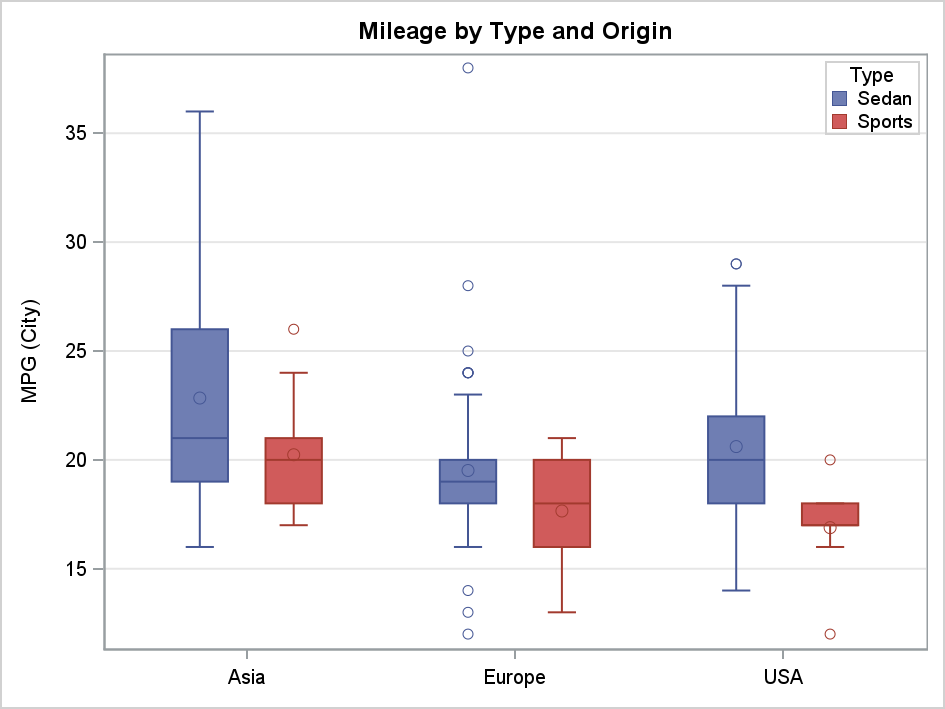 Mileage by Type and Origin
Type
Sedan
Sports
MPG (City)
35
30
25
20
15
Asia
Europe
USA